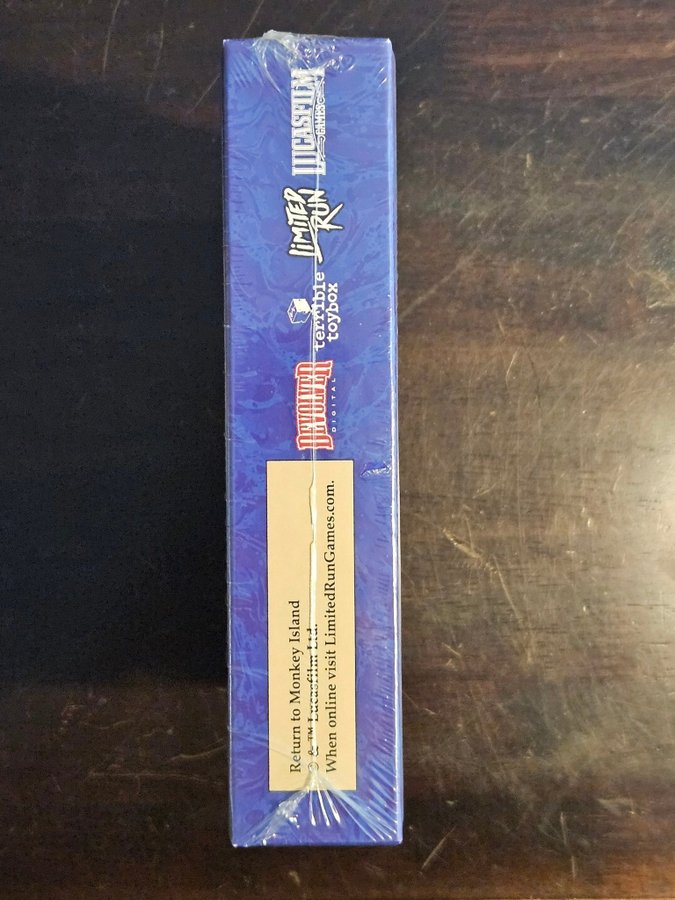 Return to Monkey Island
© & ™ Lucasfilm Ltd.
When online visit LimitedRunGames.com.
DEVOLVER
DIGITAL
terrible
toybox
LIMITED
RUN
LUCASFILM
GAMES